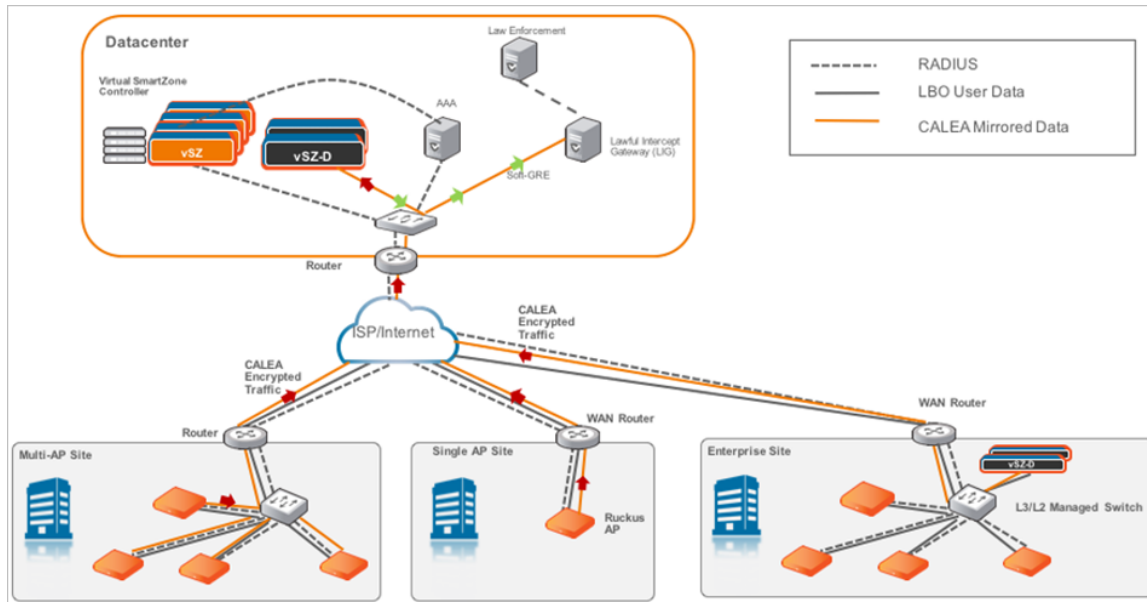 Law Enforcement
Datacenter
Virtual SmartZone
Controller
AAA
vSZ
vSZ-D
Lawful Intercept
Gateway (LIG)
Soft-GRE
RADIUS
LBO User Data
CALEA Mirrored Data
Router
ISP/Internet
CALEA
Encrypted
Traffic
CALEA
Encrypted
Traffic
Router
WAN Router
WAN Router
Multi-AP Site
Single AP Site
Ruckus
AP
Enterprise Site
vSZ-D
L3/L2 Managed Switch